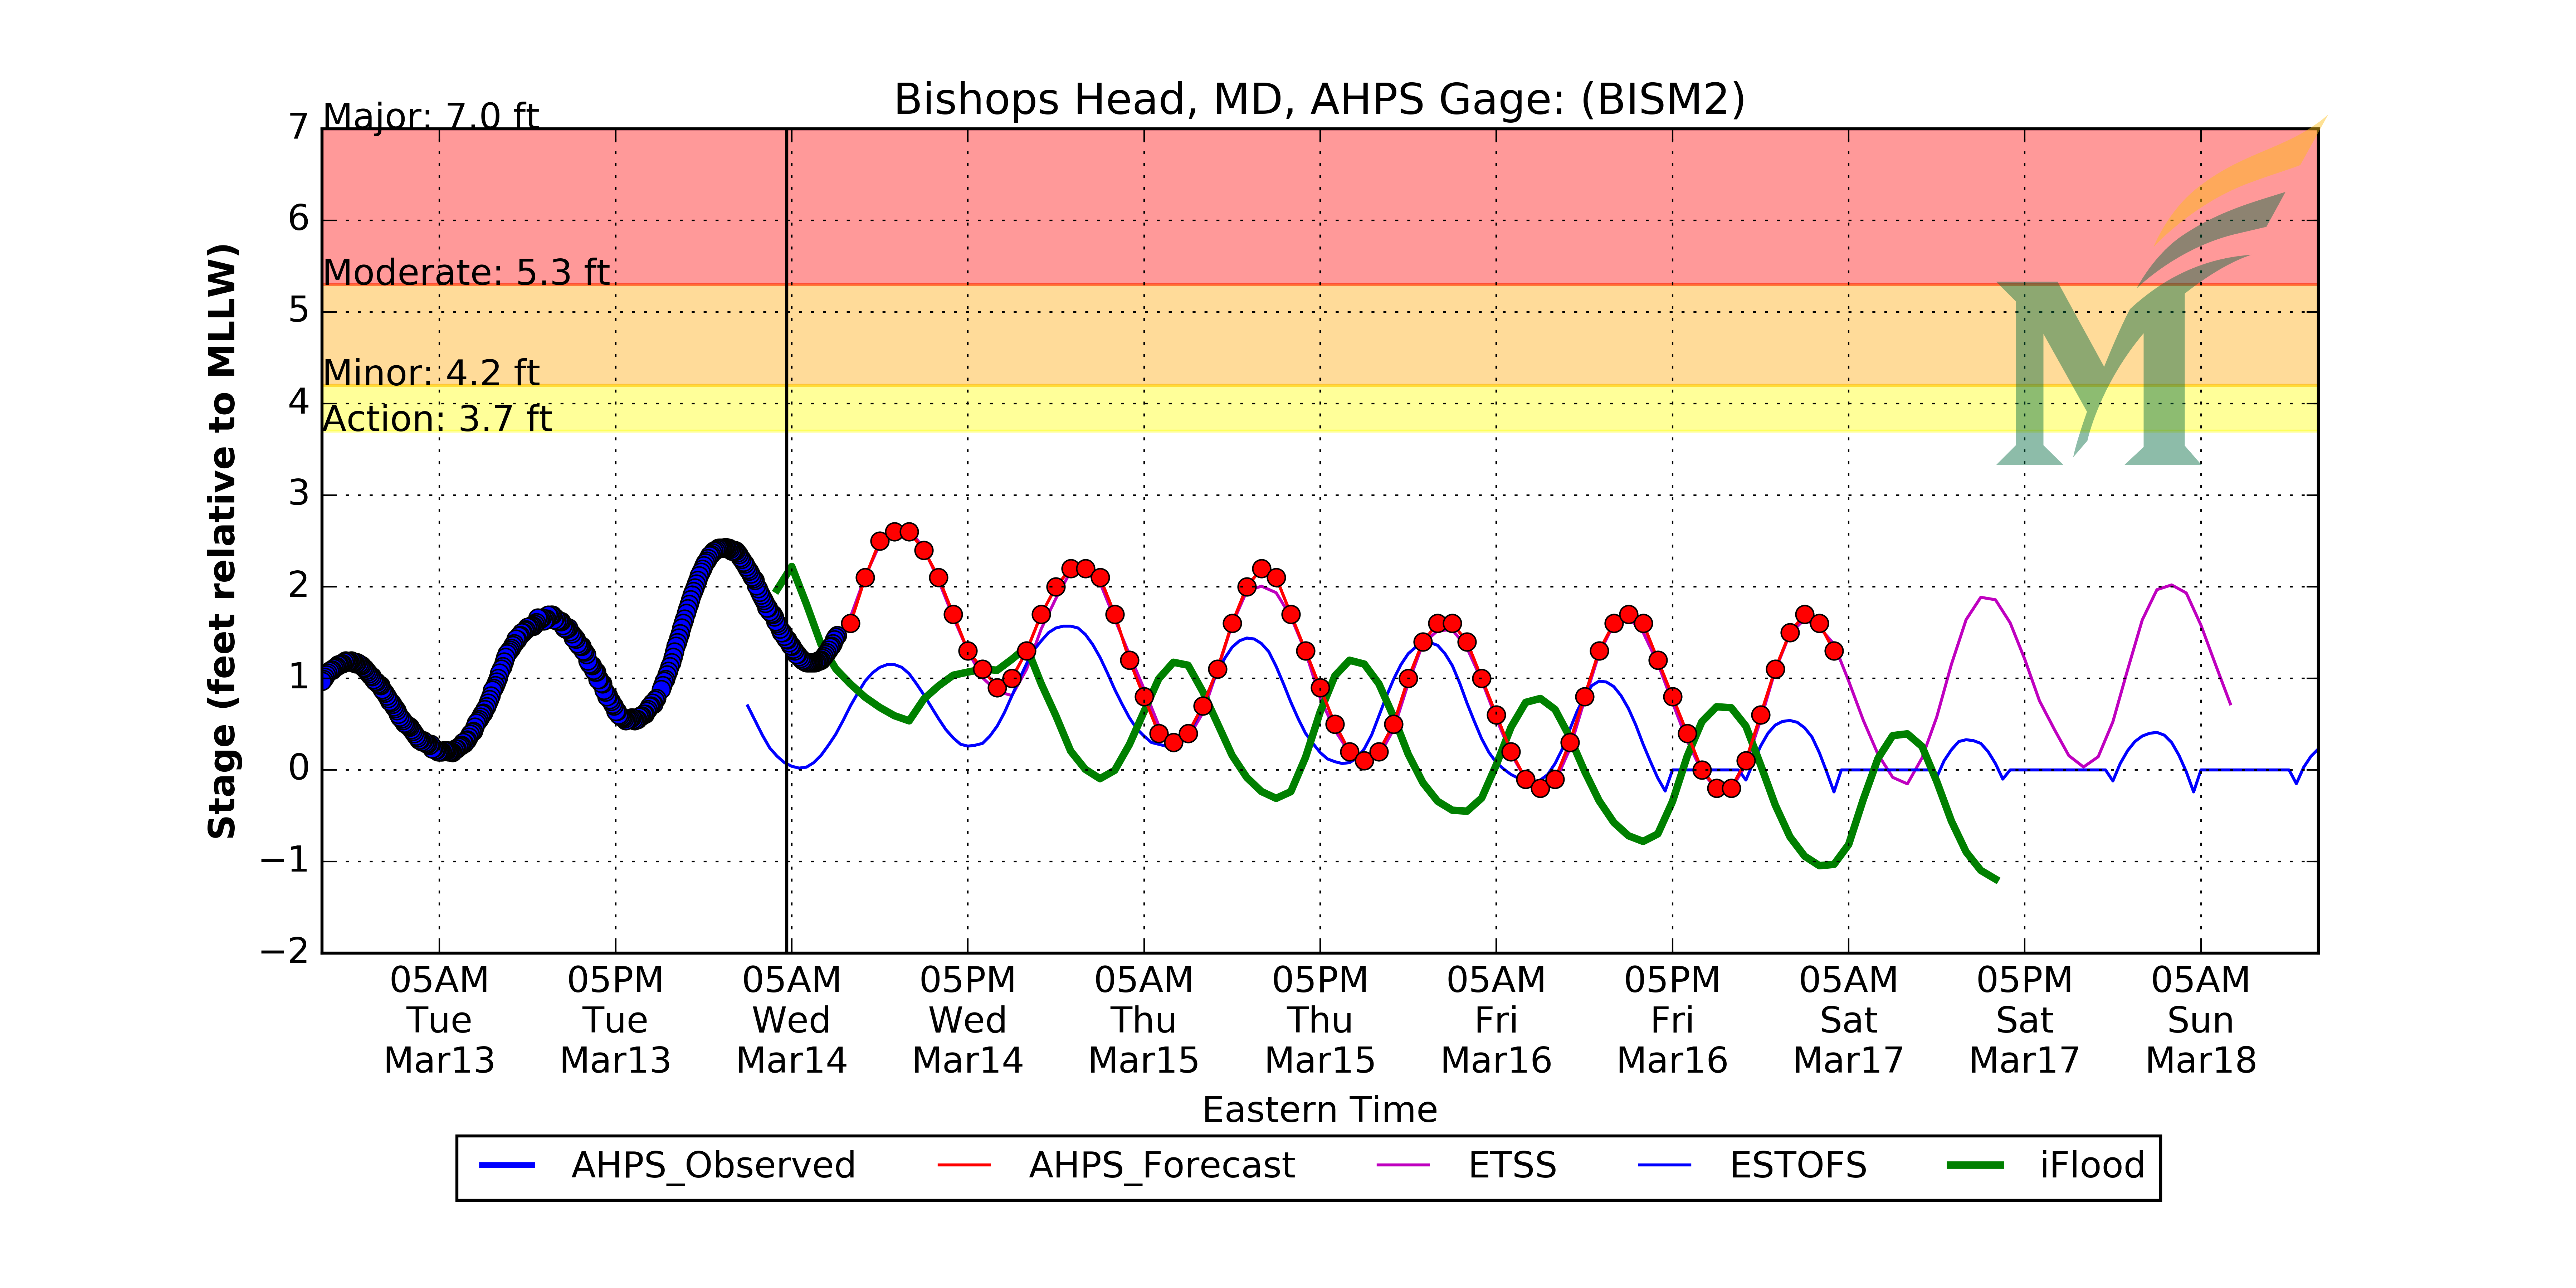 Bishops Head, MD, AHPS Gage: (BISM2)
Major: 7.0 ft
Moderate: 5.3 ft
Minor: 4.2 ft
Action: 3.7 ft
Stage (feet relative to MLLW)
7
6
5
4
3
2
1
0
−1
−2
05AM 05PM 05AM 05PM 05AM 05PM 05AM 05PM 05AM 05PM 05AM
Tue Tue Wed Wed Thu Thu Fri Fri Sat Sat Sun
Mar13 Mar13 Mar14 Mar14 Mar15 Mar15 Mar16 Mar16 Mar17 Mar17 Mar18
Eastern Time
AHPS_Observed AHPS_Forecast ETSS ESTOFS iFlood
M